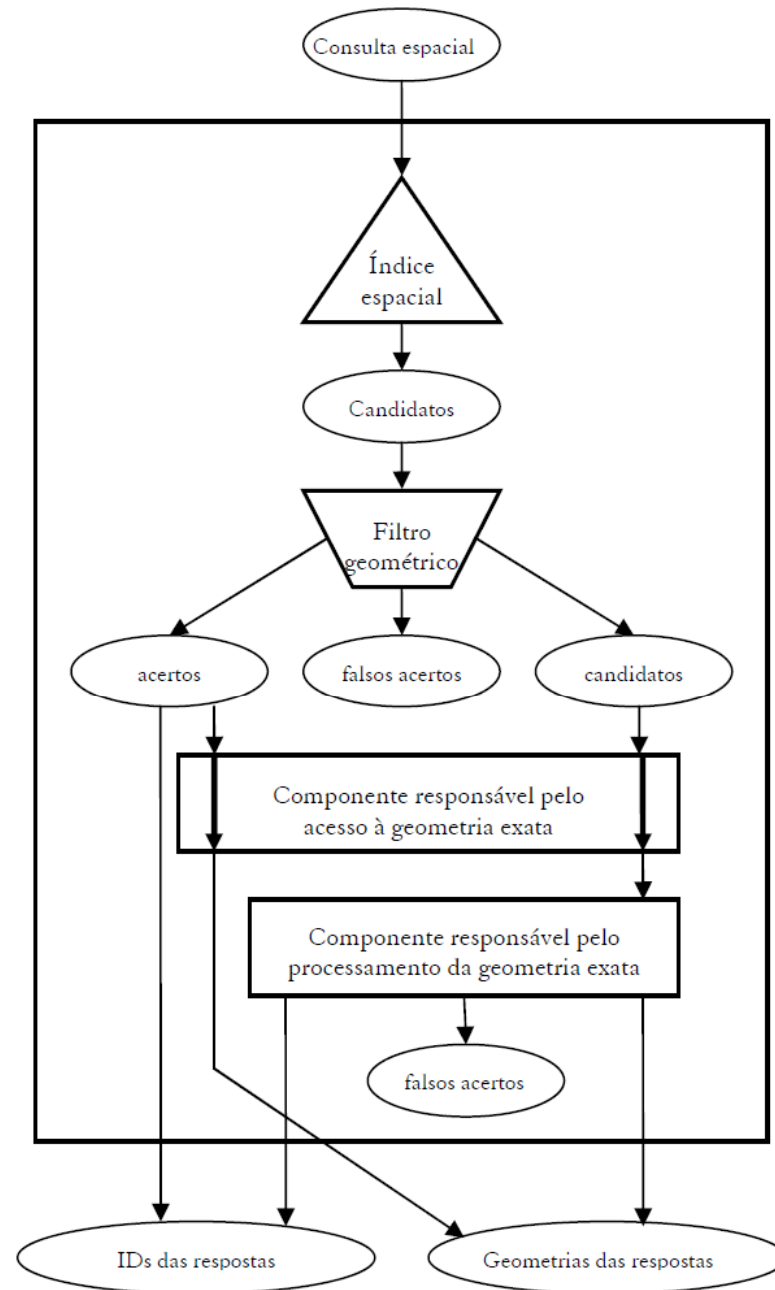 Consulta espacial
Índice
espacial
Candidatos
Filtro
geométrico
acertos
falsos acertos
candidatos
Componente responsável pelo
acesso à geometria exata
Componente responsável pelo
processamento da geometria exata
falsos acertos
IDs das respostas
Geometrias das respostas